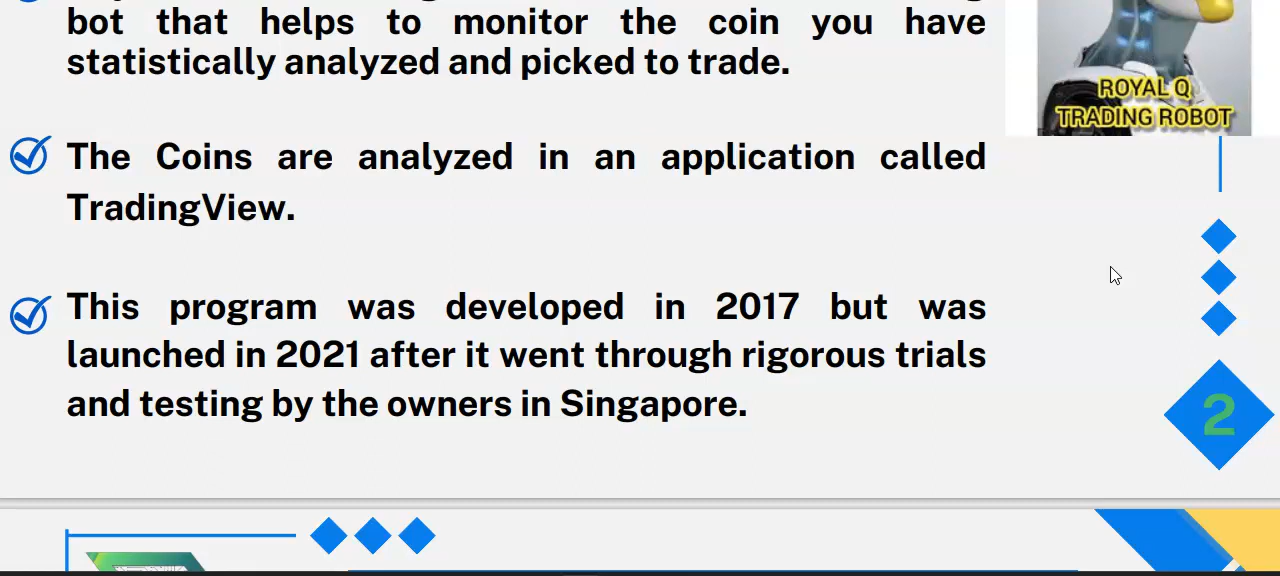 bot that helps to monitor the coin you have
statistically analyzed and picked to trade.
ROYAL Q
TRADING ROBOT
The Coins are analyzed in an application called
TradingView.
This program was developed in 2017 but was
launched in 2021 after it went through rigorous trials
and testing by the owners in Singapore.
2